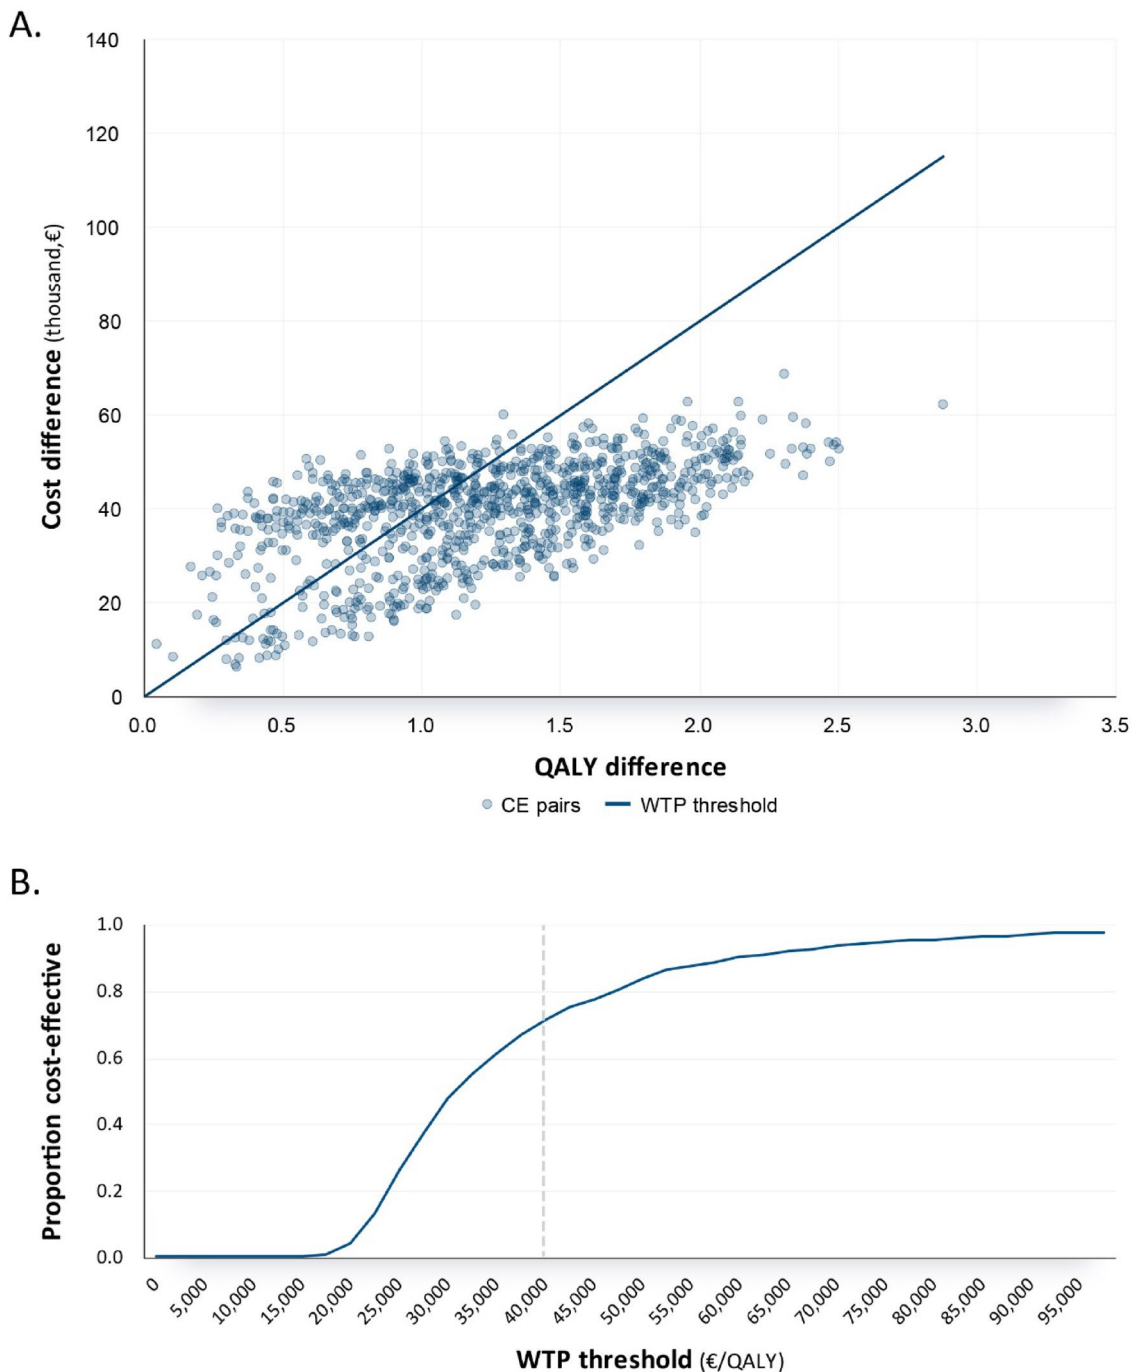 A.
140
120
100
80
60
40
20
0
Cost difference (thousand,€)
0.0 0.5 1.0 1.5 2.0 2.5 3.0 3.5
QALY difference
CE pairs WTP threshold
B.
1.0
0.8
0.6
0.4
0.2
0.0
Proportion cost-effective
0 5,000 10,000 15,000 20,000 25,000 30,000 35,000 40,000 45,000 50,000 55,000 60,000 65,000 70,000 75,000 80,000 85,000 90,000 95,000
WTP threshold (€/QALY)